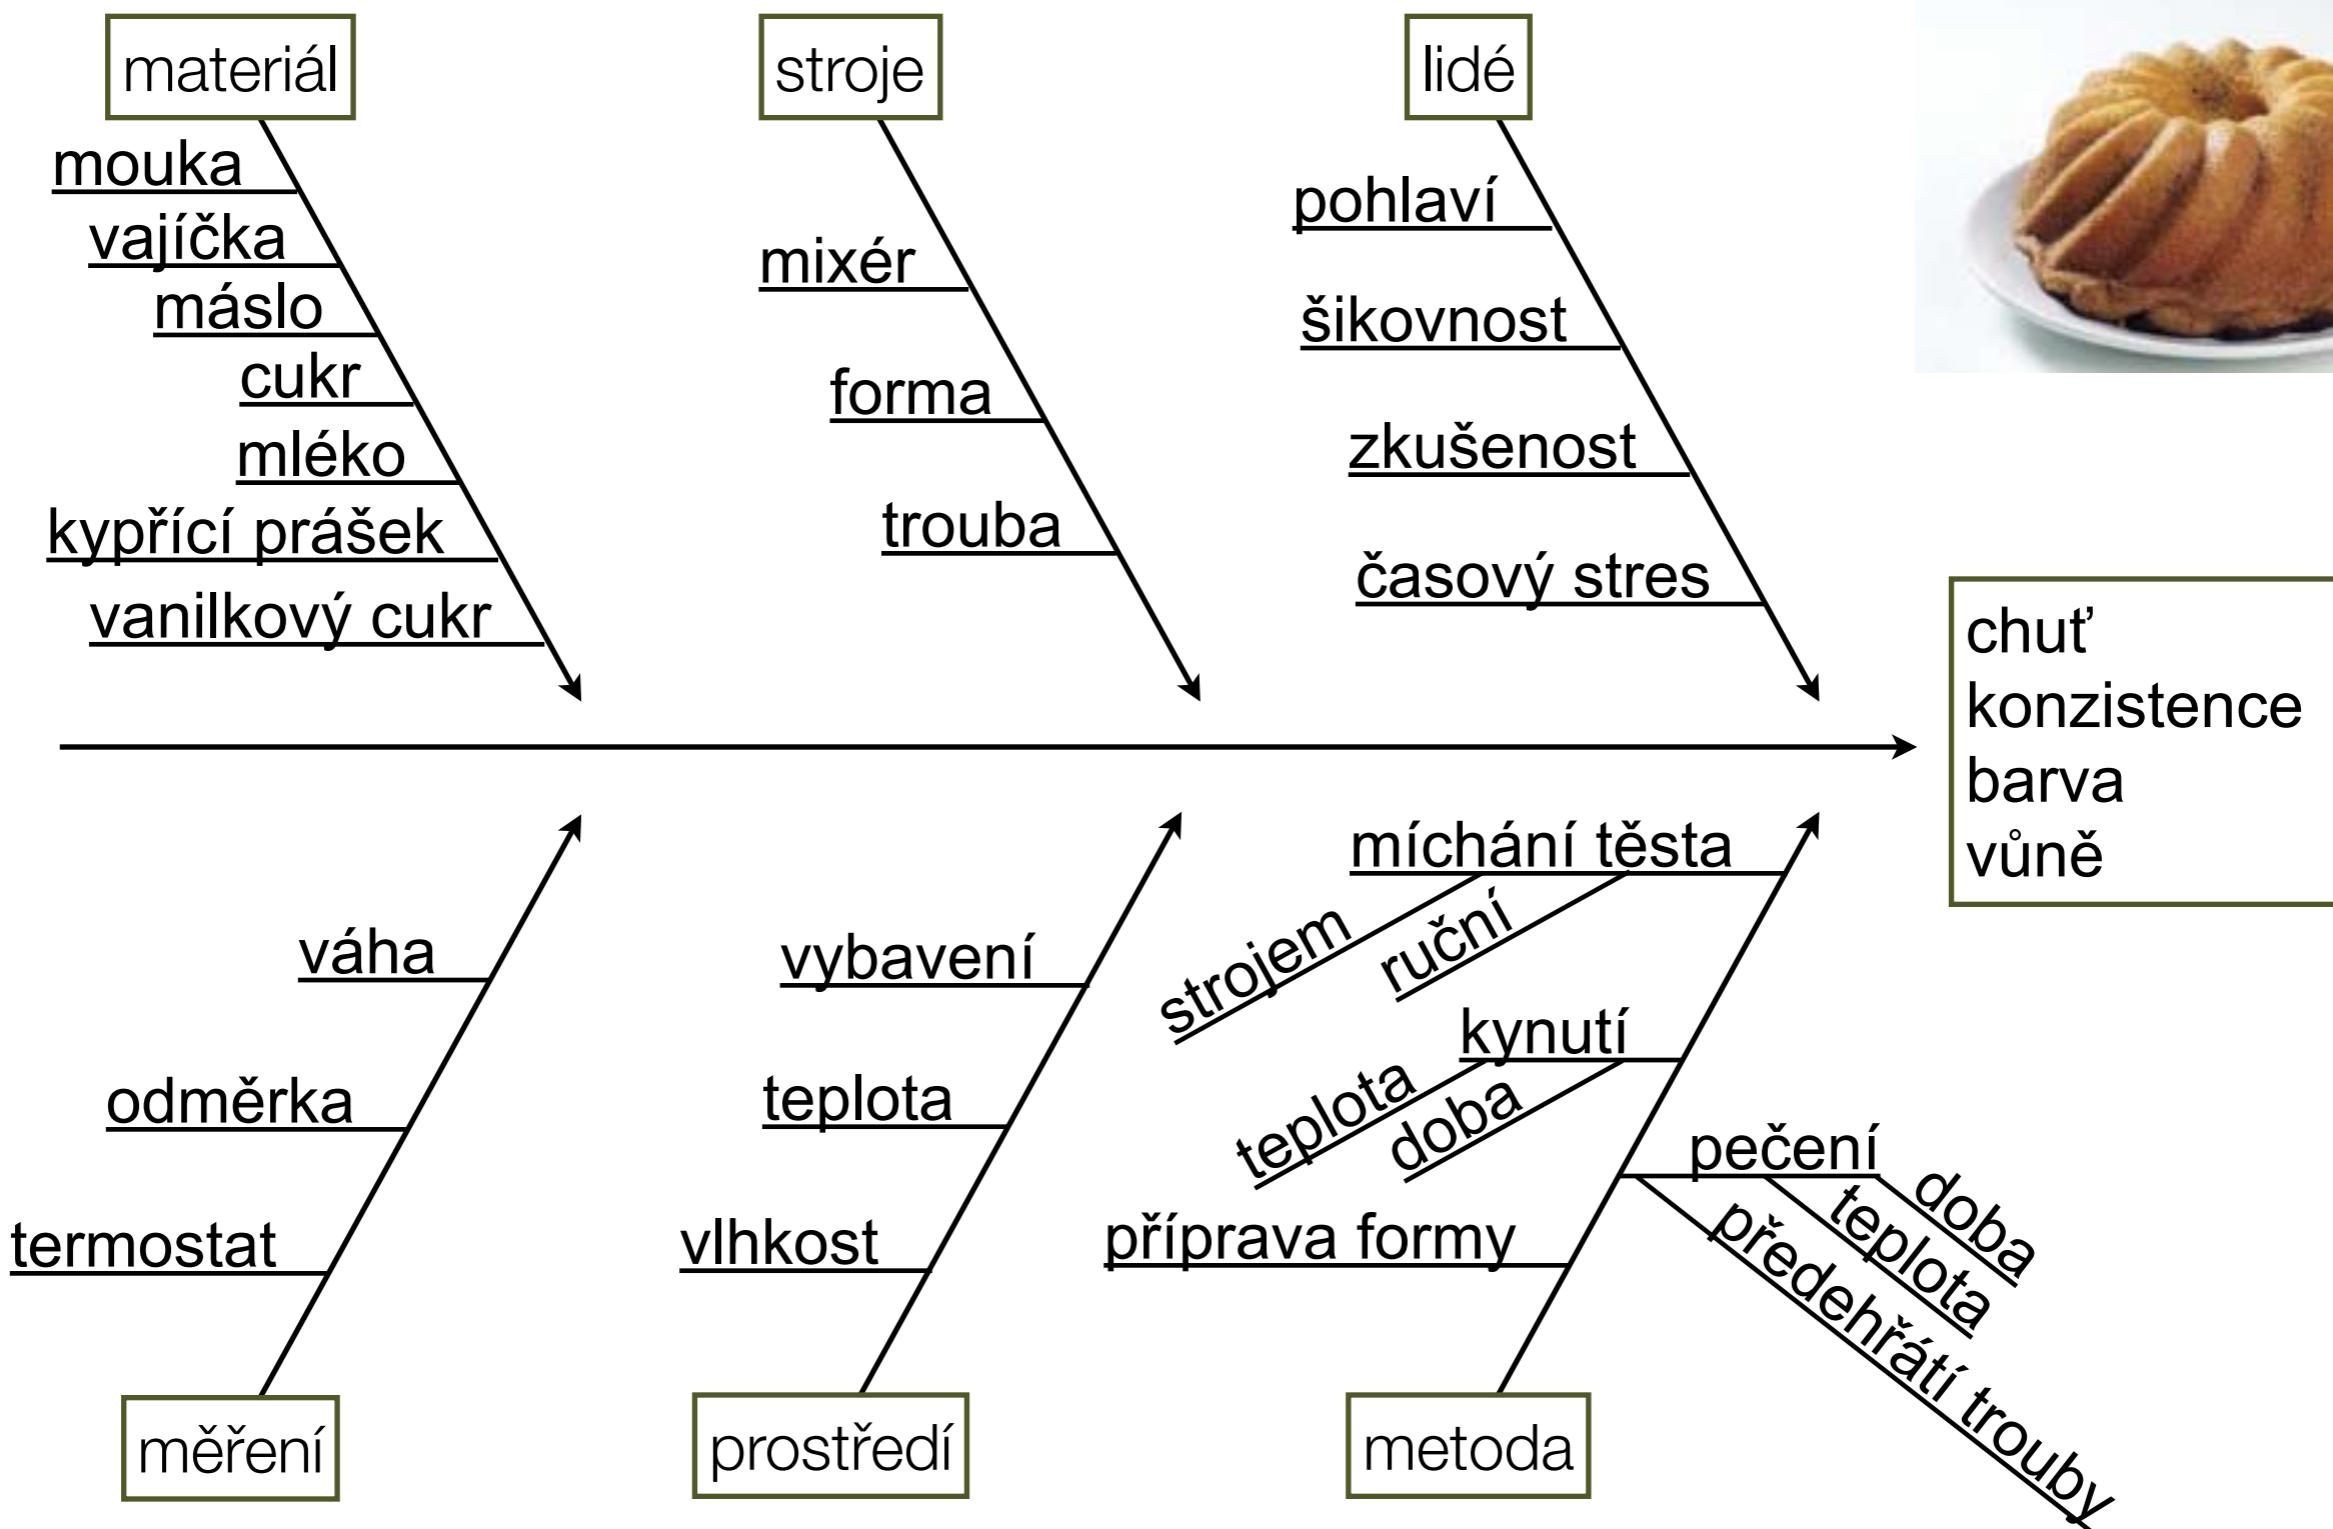 materiál
mouka
vajíčka
máslo
cukr
mléko
kypřící prášek
vanilkový cukr
stroje
mixér
forma
trouba
lidé
pohlaví
šikovnost
zkušenost
časový stres
chuť
konzistence
barva
vůně
váha
odměrka
termostat
měření
vybavení
teplota
vlhkost
prostředí
míchání těsta
strojem
ruční
kynutí
teplota
doba
pečení
doba
teplota
předehřátí trouby
příprava formy
metoda